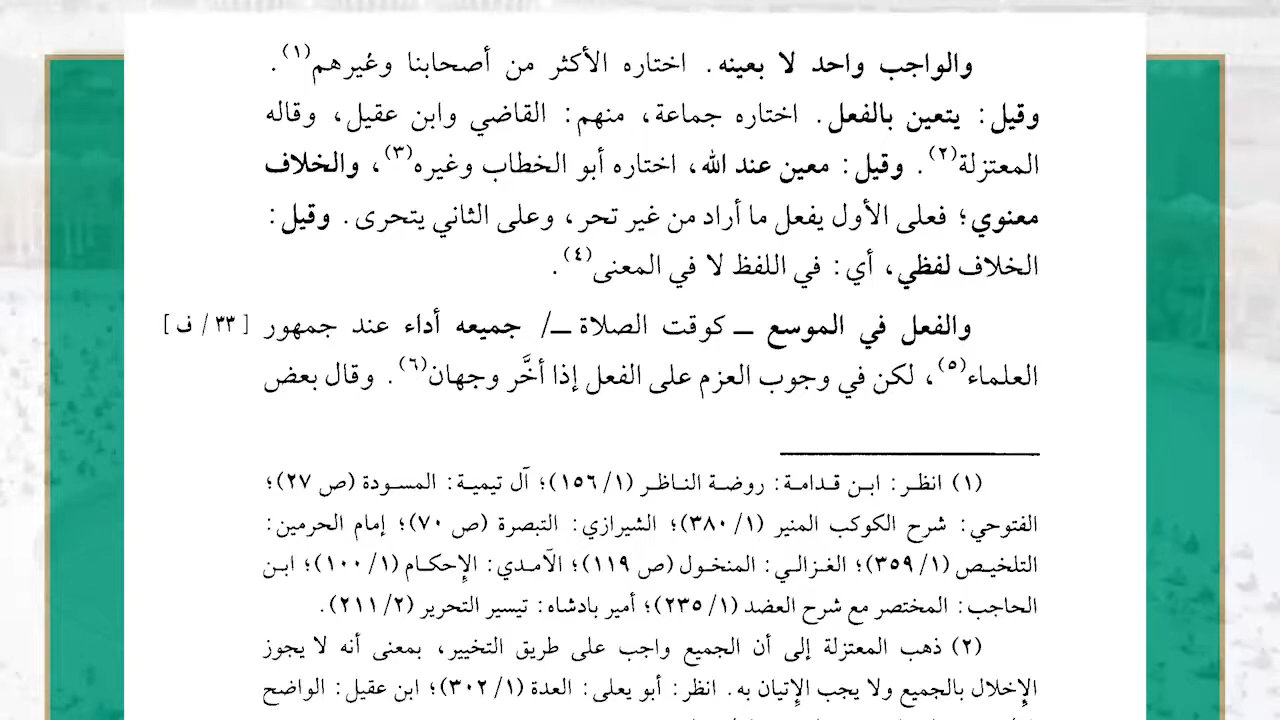 والواجب واحد لا بعينه. اختاره الأكثر من أصحابنا وغيرهم(١).
وقيل: يتعين بالفعل. اختاره جماعة، منهم: القاضي وابن عقيل، وقاله
المعتزلة(٢). وقيل: معين عند الله، اختاره أبو الخطاب وغيره(٣)، والخلاف
معنوي؛ فعلى الأول يفعل ما أراد من غير تحر، وعلى الثاني يتحرى. وقيل:
الخلاف لفظي، أي: في اللفظ لا في المعنى(٤).
والفعل في الموسع ــ كوقت الصلاة ــ/ جميعه أداء عند جمهور [٣٣/ ف]
العلماء(٥)، لكن في وجوب العزم على الفعل إذا أخَّر وجهان(٦). وقال بعض
(١) انظر: ابن قدامة: روضة الناظر (١/ ١٥٦)؛ آل تيمية: المسودة (ص ٢٧)؛
الفتوحي: شرح الكوكب المنير (١/ ٣٨٠)؛ الشيرازي: التبصرة (ص ٧٠)؛ إمام الحرمين:
التلخيص (١/ ٣٥٩)؛ الغزالي: المنخول (ص ١١٩)؛ الآمدي: الإحكام (١/ ١٠٠)؛ ابن
الحاجب: المختصر مع شرح العضد (١/ ٢٣٥)؛ أمير بادشاه: تيسير التحرير (٢/ ٢١١).
(٢) ذهب المعتزلة إلى أن الجميع واجب على طريق التخيير، بمعنى أنه لا يجوز
الإخلال بالجميع ولا يجب الإتيان به. انظر: أبو يعلى: العدة (١/ ٣٠٢)؛ ابن عقيل: الواضح